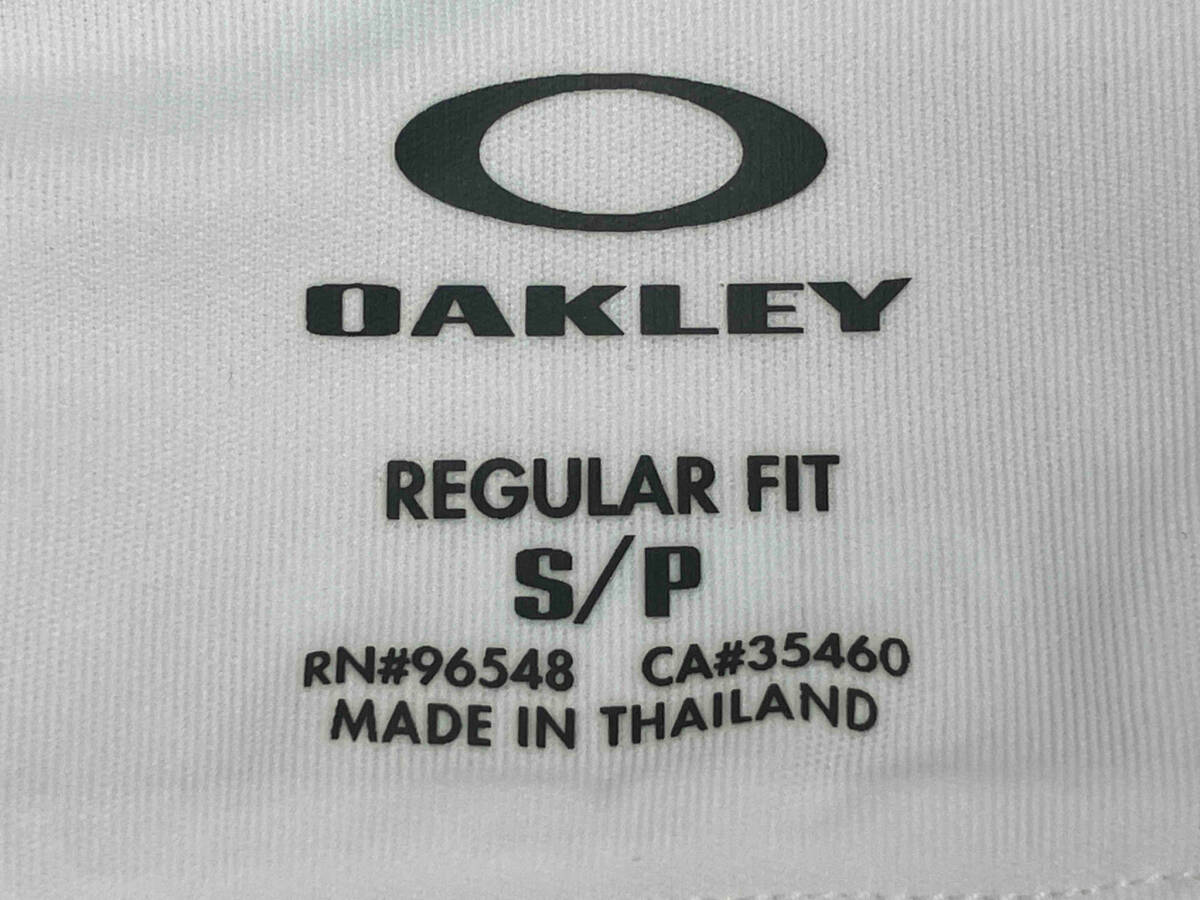 OAKLEY
REGULAR FIT
S/P
RN#96548 CA#35460
MADE IN THAILAND